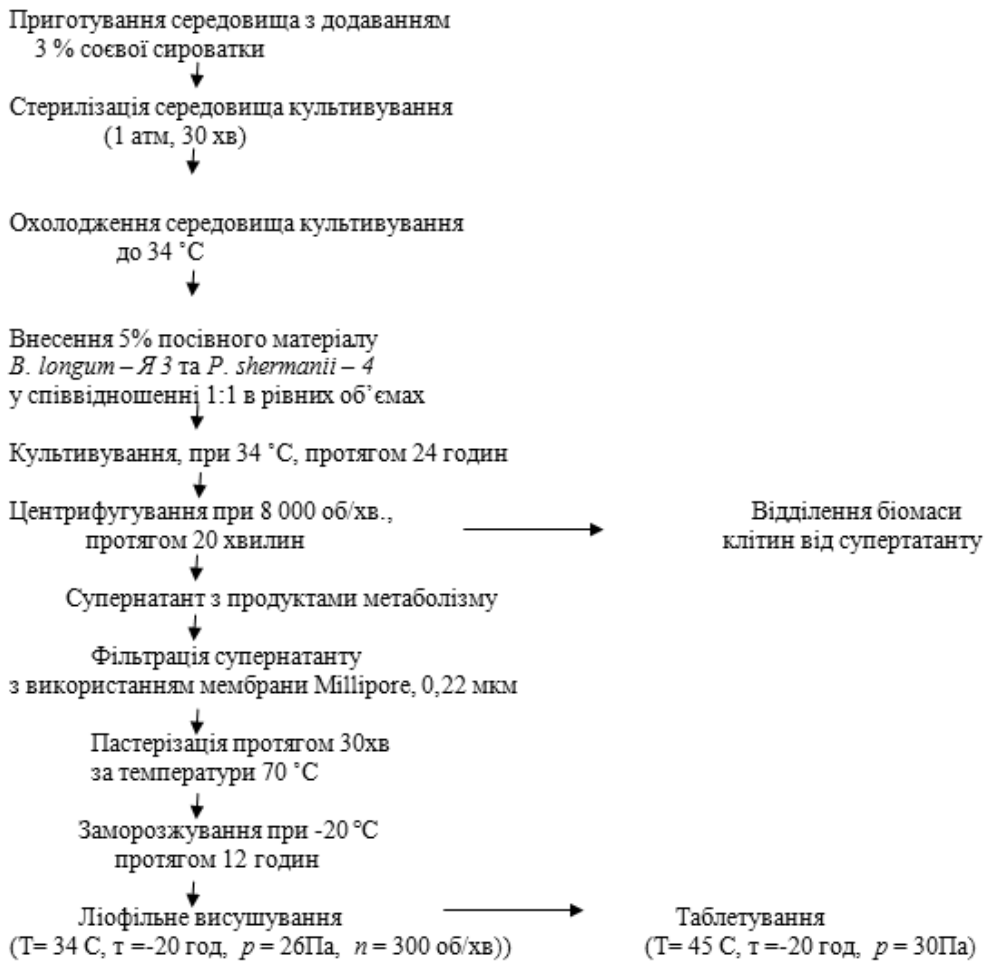 Приготування середовища з додаванням
3 % соєвої сироватки
Стерилізація середовища культивування
(1 атм, 30 хв)
Охолодження середовища культивування
до 34 ˚С
Внесення 5% посівного матеріалу
B. longum – Я 3 та P. shermanii – 4
у співвідношенні 1:1 в рівних об’ємах
Культивування, при 34 ˚С, протягом 24 годин
Центрифугування при 8 000 об/хв.,
протягом 20 хвилин
Відділення біомаси
клітин від супертатанту
Супернатант з продуктами метаболізму
Фільтрація супернатанту
з використанням мембрани Millipore, 0,22 мкм
Пастерізація протягом 30хв
за температури 70 ˚С
Заморозжування при -20 °С
протягом 12 годин
Ліофільне висушування
(Т= 34 С, τ =-20 год, p = 26Па, n = 300 об/хв))
Таблетування
(Т= 45 С, τ =-20 год, p = 30Па)